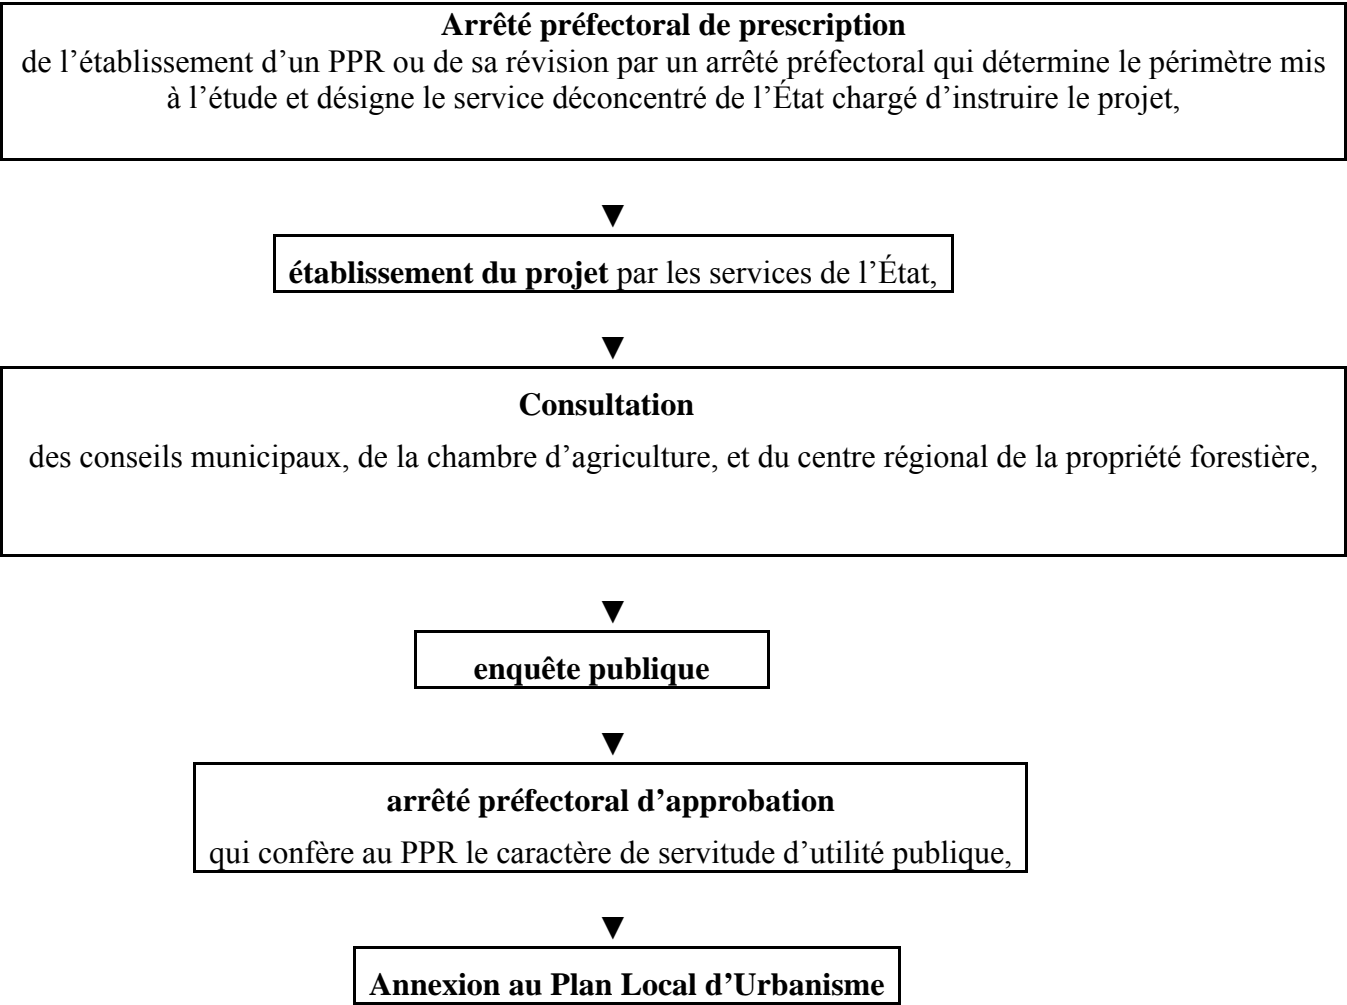 Arrêté préfectoral de prescription
de l’établissement d’un PPR ou de sa révision par un arrêté préfectoral qui détermine le périmètre mis
à l’étude et désigne le service déconcentré de l’État chargé d’instruire le projet,
▼
établissement du projet par les services de l’État,
▼
Consultation
des conseils municipaux, de la chambre d’agriculture, et du centre régional de la propriété forestière,
▼
enquête publique
▼
arrêté préfectoral d’approbation
qui confère au PPR le caractère de servitude d’utilité publique,
▼
Annexion au Plan Local d’Urbanisme